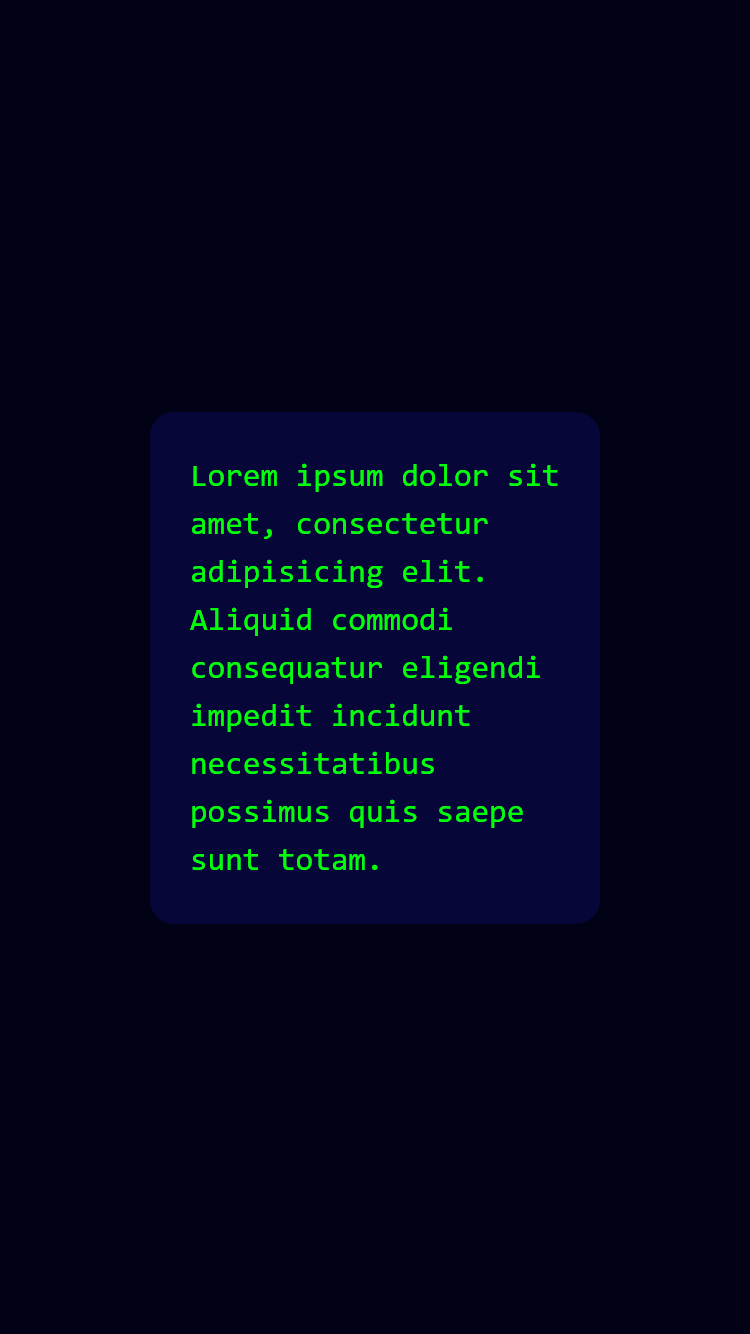 Lorem ipsum dolor sit
amet, consectetur
adipisicing elit.
Aliquid commodi
consequatur eligendi
impedit incidunt
necessitatibus
possimus quis saepe
sunt totam.